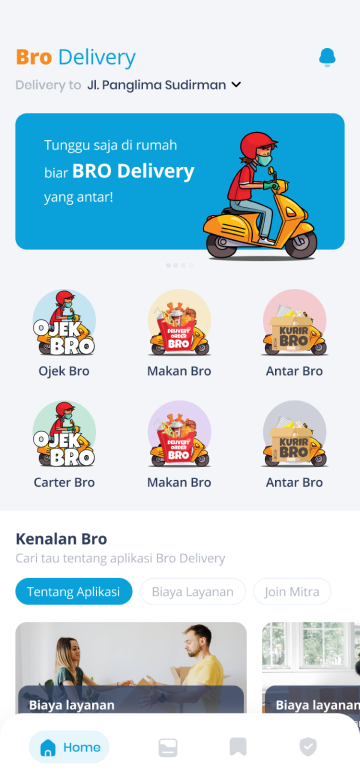 Bro Delivery
Delivery to Jl. Panglima Sudirman
Tunggu saja di rumah
biar BRO Delivery
yang antar!
OJEK
BRO
DELIVERY
ORDER
BRO
KURIR
BRO
Ojek Bro
Makan Bro
Antar Bro
OJEK
BRO
DELIVERY
ORDER
BRO
KURIR
BRO
Carter Bro
Makan Bro
Antar Bro
Kenalan Bro
Cari tau tentang aplikasi Bro Delivery
Tentang Aplikasi
Biaya Layanan
Join Mitra
Biaya layanan
Biaya layanan
Home